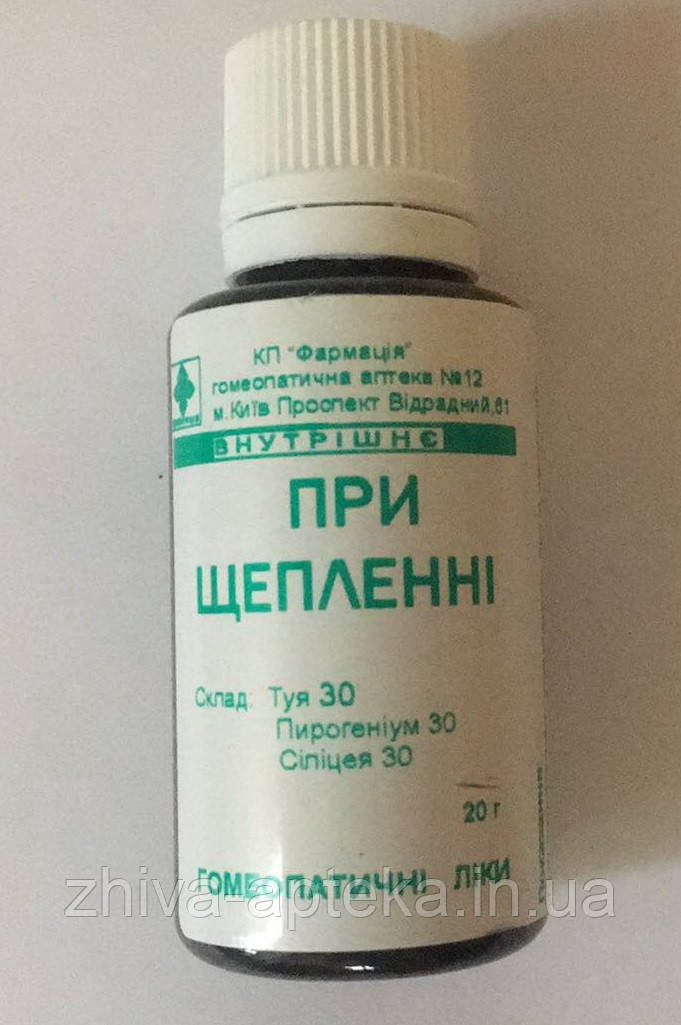 КП "Фармація"
гомеопатична аптека №12
м.Київ Проспект Відрадний,61
ВНУТРІШНЄ
ПРИ
ЩЕПЛЕННІ
Склад: Туя 30
Пирогеніум 30
Сіліцея 30
20 г
ГОМЕОПАТИЧНІ ЛІКИ
zhiva-apteka.in.ua